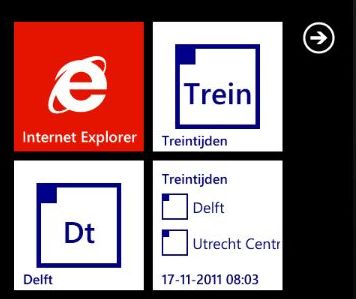 Internet Explorer
Trein
Treintijden
Dt
Delft
Treintijden
Delft
Utrecht Centr
17-11-2011 08:03